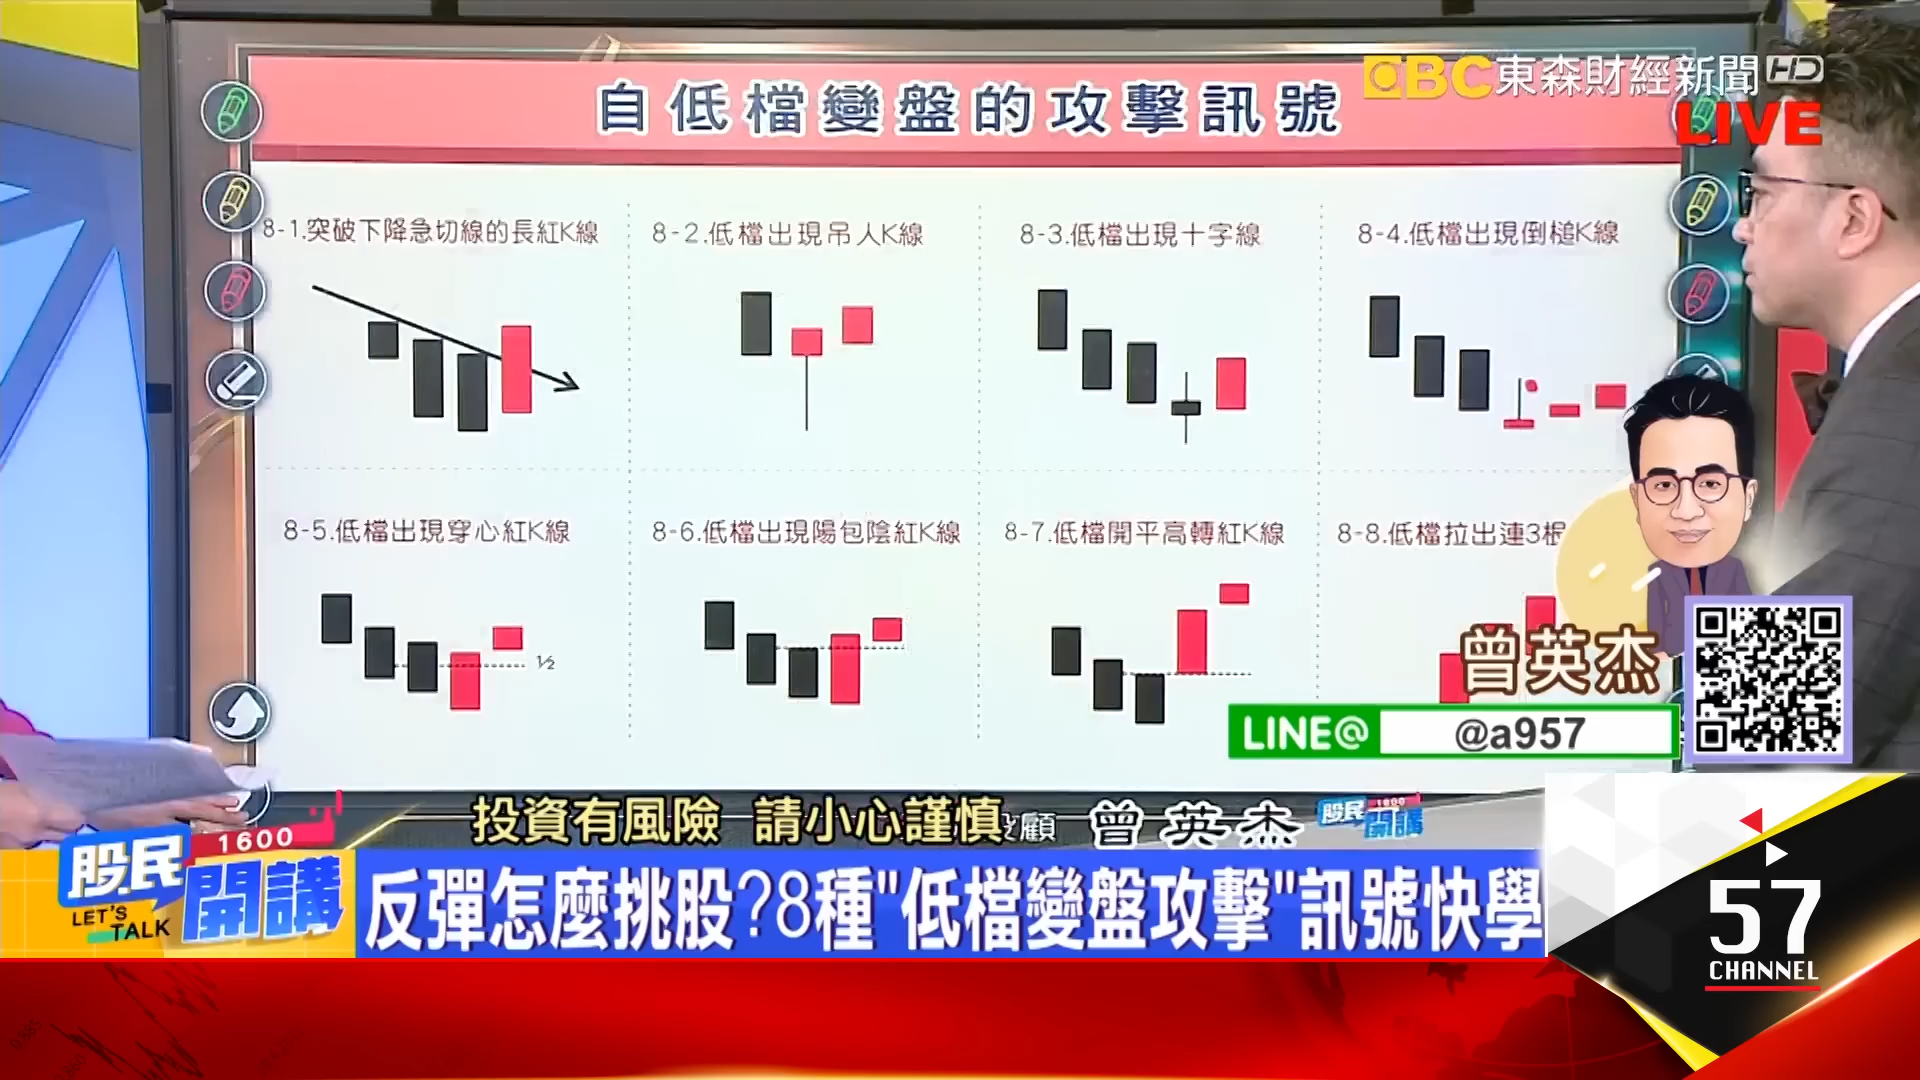 自低檔變盤的攻擊訊號
EBC東森財經新聞HD
LIVE
8-1.突破下降急切線的長紅K線
8-2.低檔出現吊人K線
8-3.低檔出現十字線
8-4.低檔出現倒槌K線
8-5.低檔出現穿心紅K線
8-6.低檔出現陽包陰紅K線
8-7.低檔開平高轉紅K線
8-8.低檔拉出連3根
1/2
曾英杰
LINE@ @a957
投資有風險 請小心謹慎
顧 曾英杰
1600
股民
開講
1600
股民
開講
LET'S
TALK
反彈怎麼挑股?8種"低檔變盤攻擊"訊號快學
57
CHANNEL